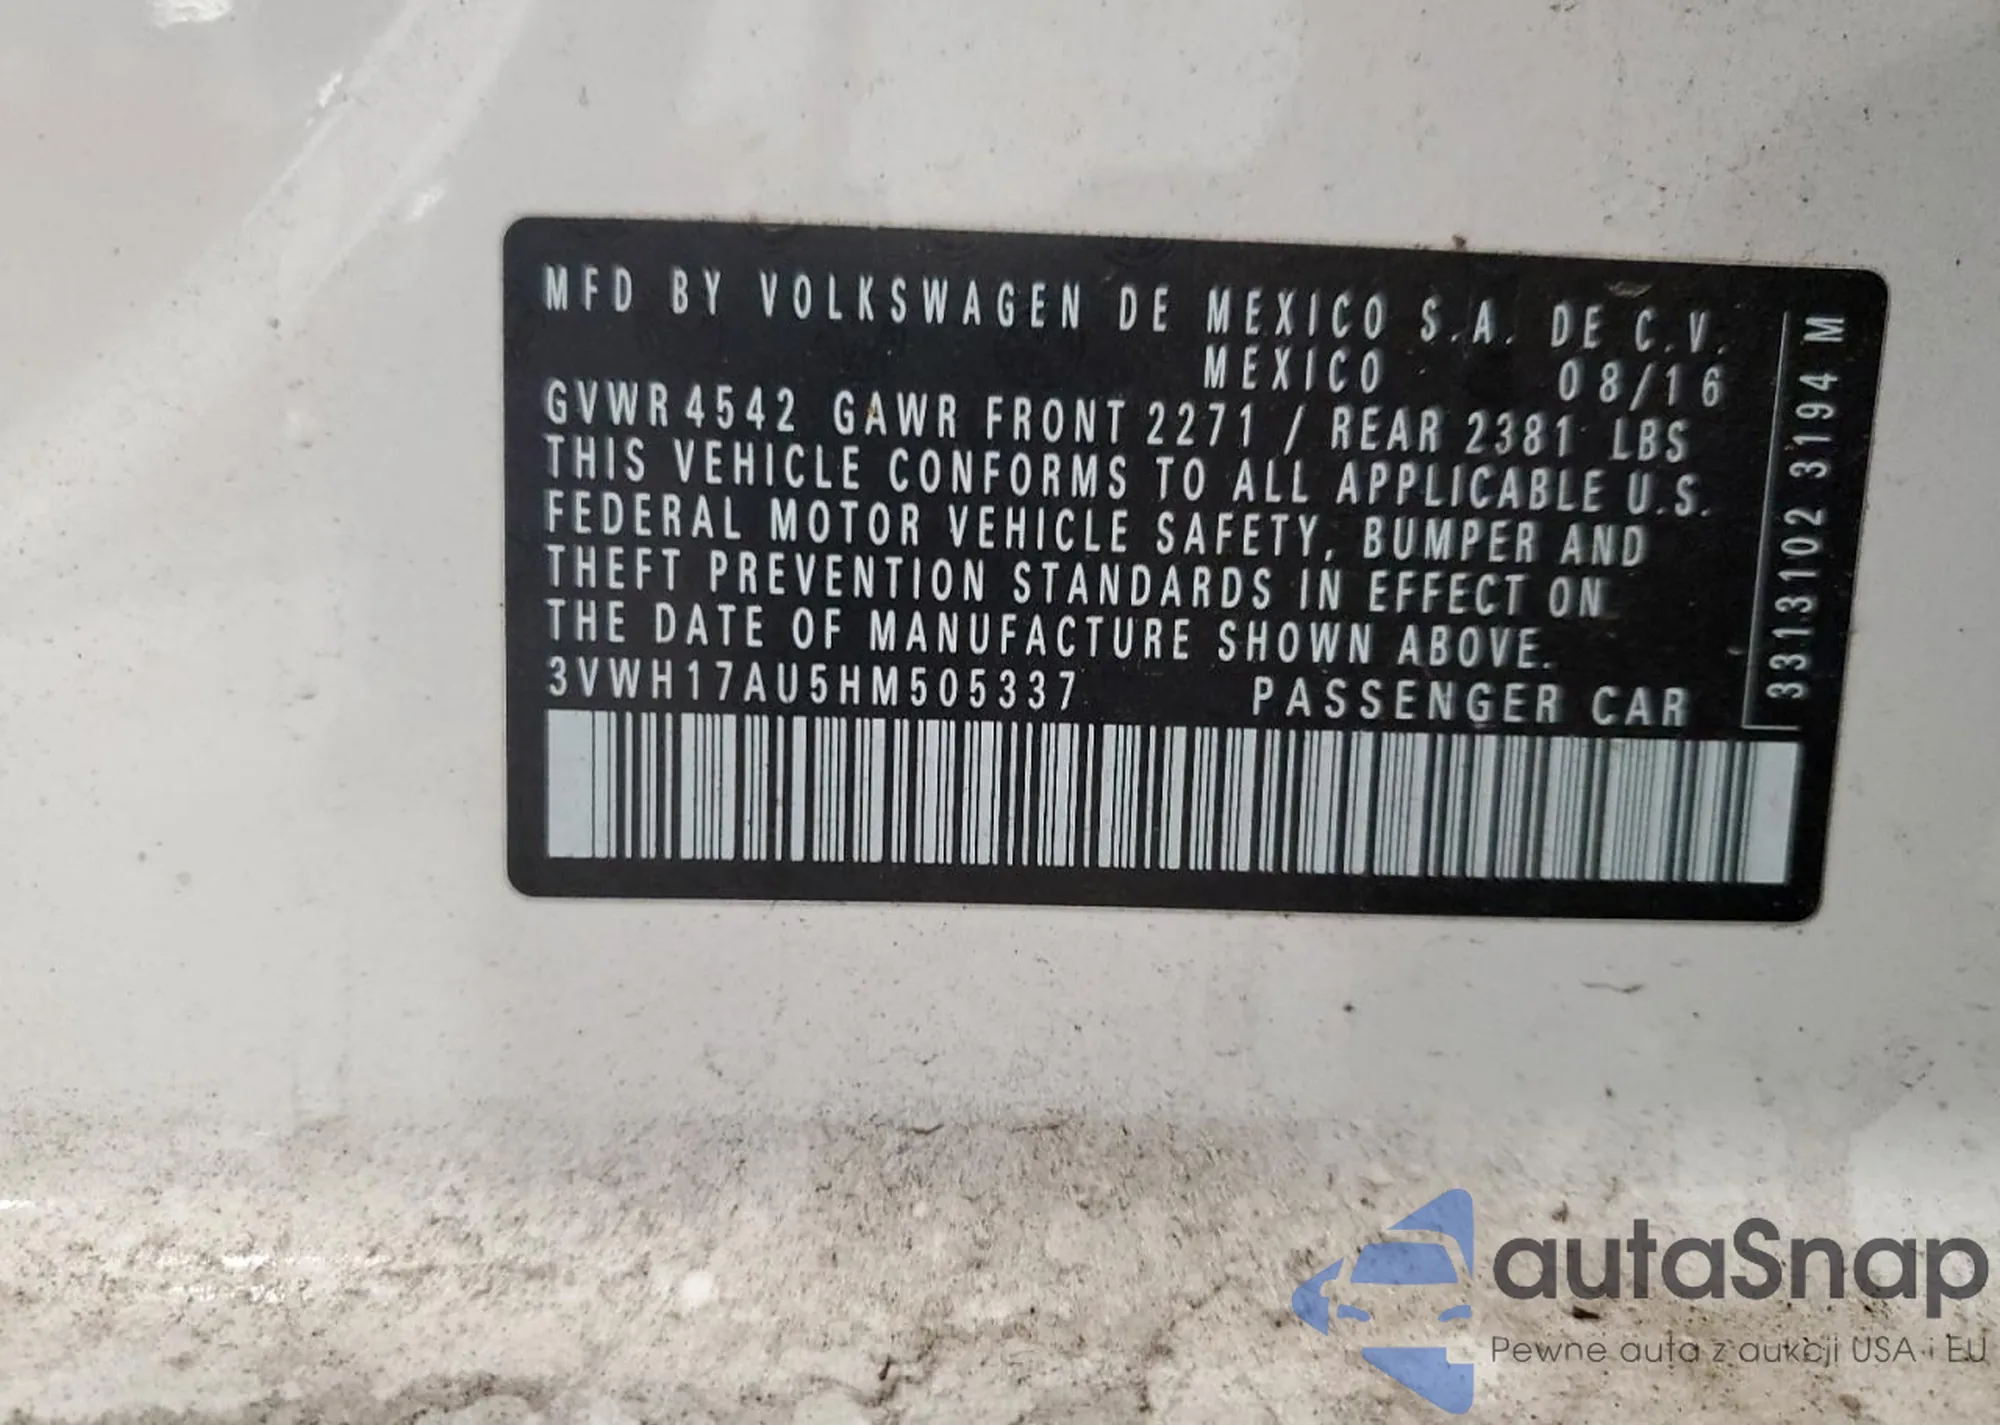 MFD BY VOLKSWAGEN DE MEXICO S.A. DE C.V.
MEXICO 08/16
GVWR 4542 GAWR FRONT 2271 / REAR 2381 LBS
THIS VEHICLE CONFORMS TO ALL APPLICABLE U.S.
FEDERAL MOTOR VEHICLE SAFETY, BUMPER AND
THEFT PREVENTION STANDARDS IN EFFECT ON
THE DATE OF MANUFACTURE SHOWN ABOVE.
3VWH17AU5HM505337 PASSENGER CAR
3313102 3194 M
autaSnap
Pewne auta z aukcji USA i EU